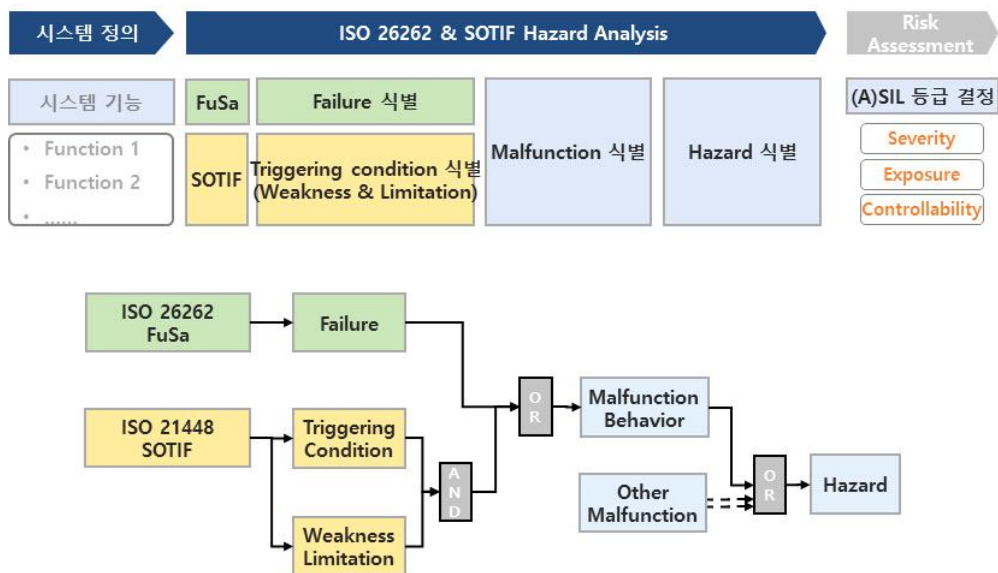 시스템 정의
ISO 26262 & SOTIF Hazard Analysis
Risk
Assessment
시스템 기능
FuSa
Failure 식별
Malfunction 식별
Hazard 식별
(A)SIL 등급 결정
• Function 1
• Function 2
• ......
SOTIF
Triggering condition 식별
(Weakness & Limitation)
Severity
Exposure
Controllability
ISO 26262
FuSa
Failure
OR
Malfunction
Behavior
ISO 21448
SOTIF
Triggering
Condition
AND
Weakness
Limitation
Other
Malfunction
OR
Hazard